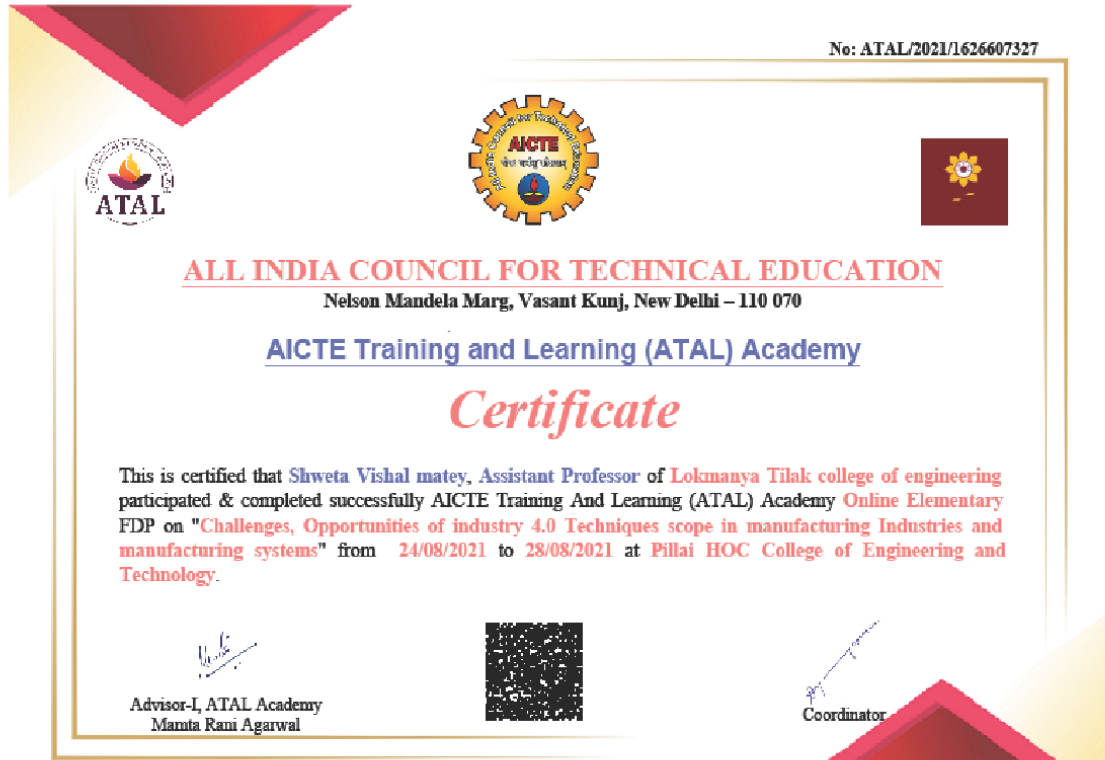 No: ATAL/2021/1626607327
AICTE
ATAL
ALL INDIA COUNCIL FOR TECHNICAL EDUCATION
Nelson Mandela Marg, Vasant Kunj, New Delhi – 110 070
AICTE Training and Learning (ATAL) Academy
Certificate
This is certified that Shweta Vishal matey, Assistant Professor of Lokmanya Tilak college of engineering
participated & completed successfully AICTE Training And Learning (ATAL) Academy Online Elementary
FDP on "Challenges, Opportunities of industry 4.0 Techniques scope in manufacturing Industries and
manufacturing systems" from 24/08/2021 to 28/08/2021 at Pillai HOC College of Engineering and
Technology.
Advisor-I, ATAL Academy
Mamta Rani Agarwal
Coordinator